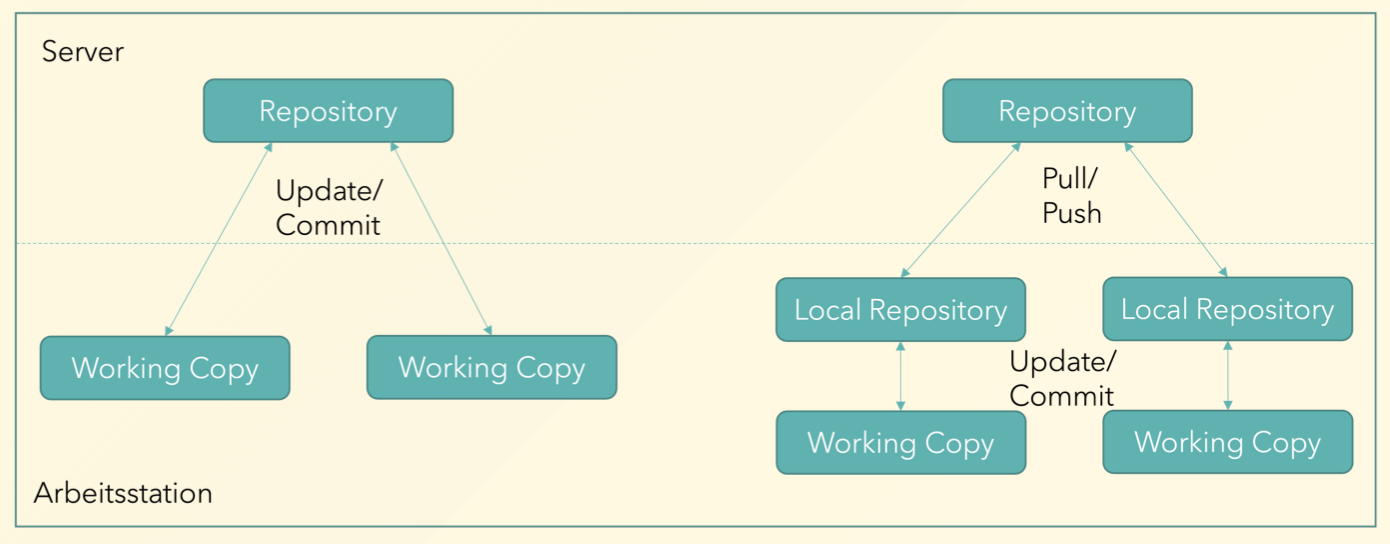 Server
Repository
Repository
Update/
Commit
Pull/
Push
Local Repository
Local Repository
Working Copy
Working Copy
Update/
Commit
Working Copy
Working Copy
Arbeitsstation